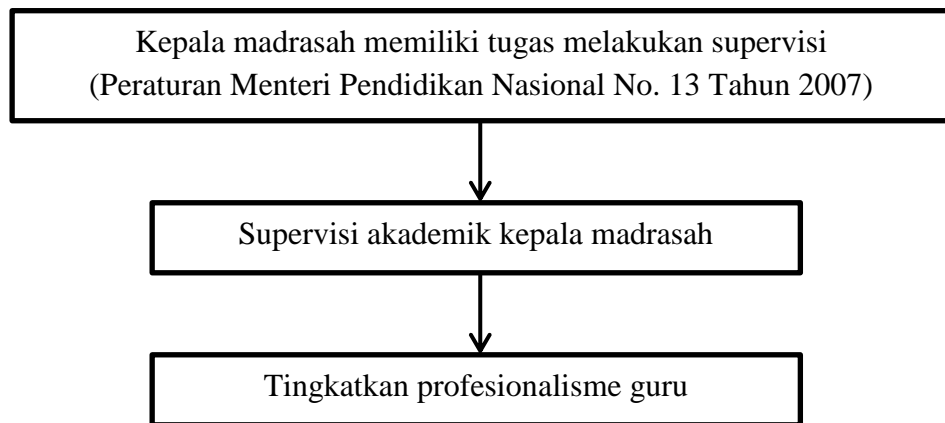 Kepala madrasah memiliki tugas melakukan supervisi
(Peraturan Menteri Pendidikan Nasional No. 13 Tahun 2007)
Supervisi akademik kepala madrasah
Tingkatkan profesionalisme guru